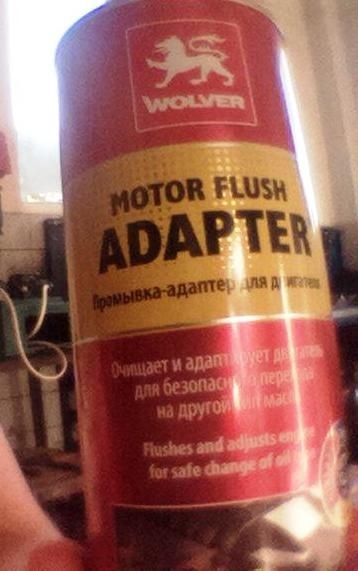 WOLVER
MOTOR FLUSH
ADAPTER
Промывка-адаптер для двигателя
Очищает и адаптирует двигатель
для безопасного перехода
на другой тип масла
Flushes and adjusts engine
for safe change of oil